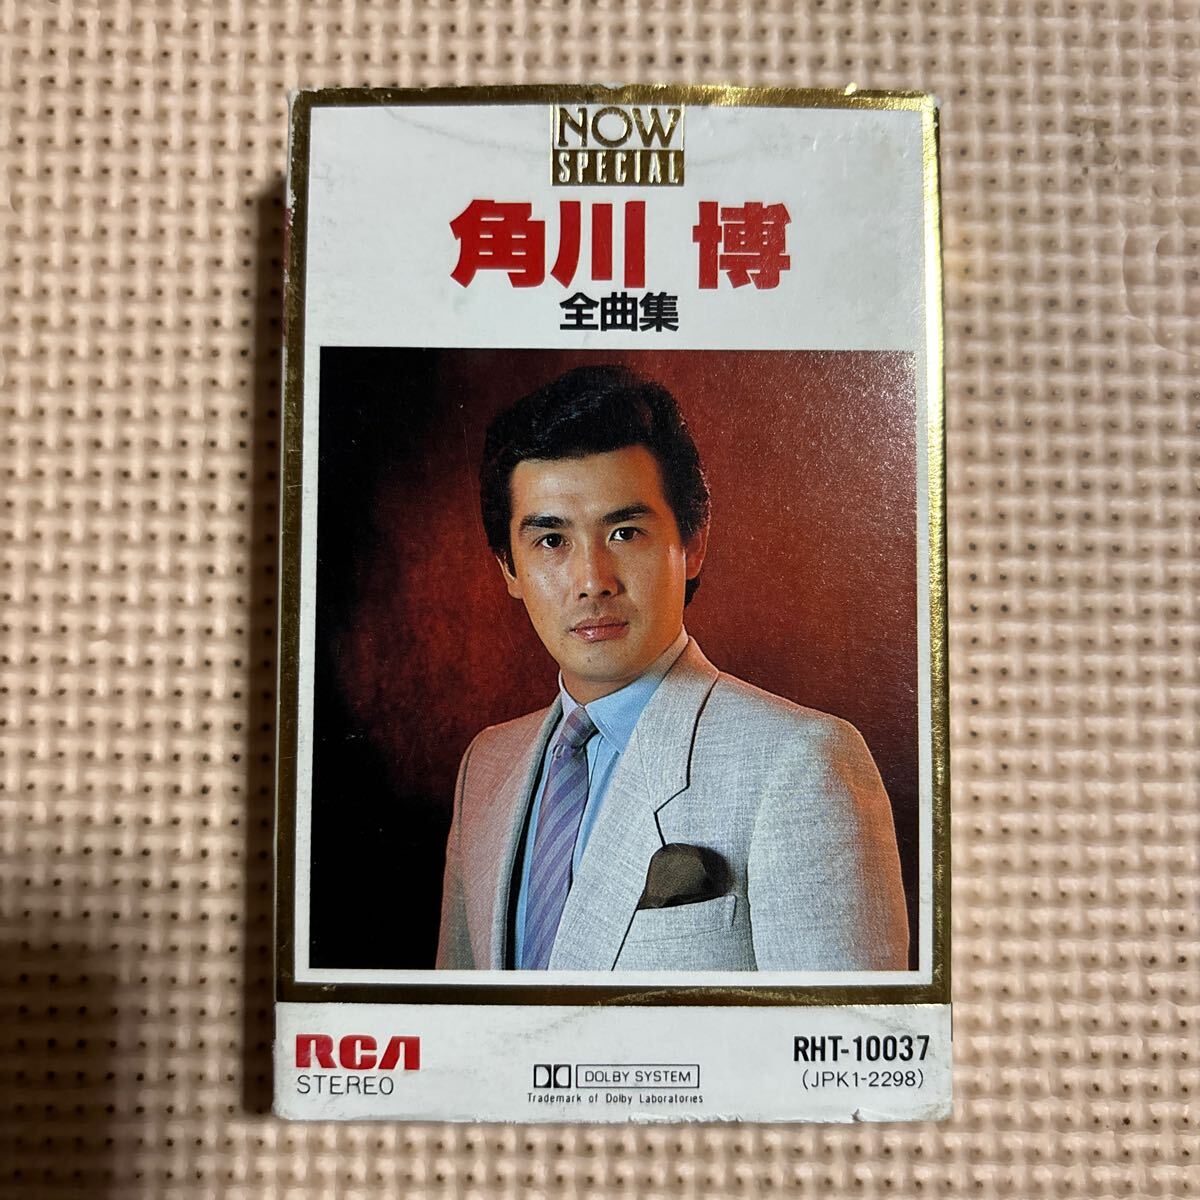 NOW
SPECIAL
角川 博
全曲集
RCA
STEREO
DOLBY SYSTEM
Trademark of Dolby Laboratories
RHT-10037
(JPK1-2298)